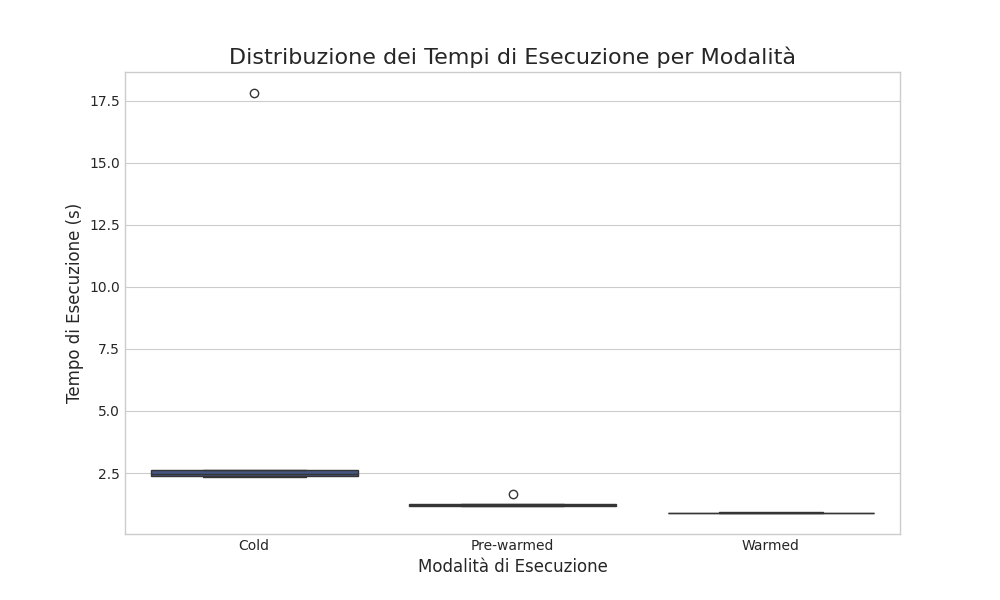 Distribuzione dei Tempi di Esecuzione per Modalità
17.5
15.0
12.5
10.0
7.5
5.0
2.5
Tempo di Esecuzione (s)
Cold
Pre-warmed
Warmed
Modalità di Esecuzione